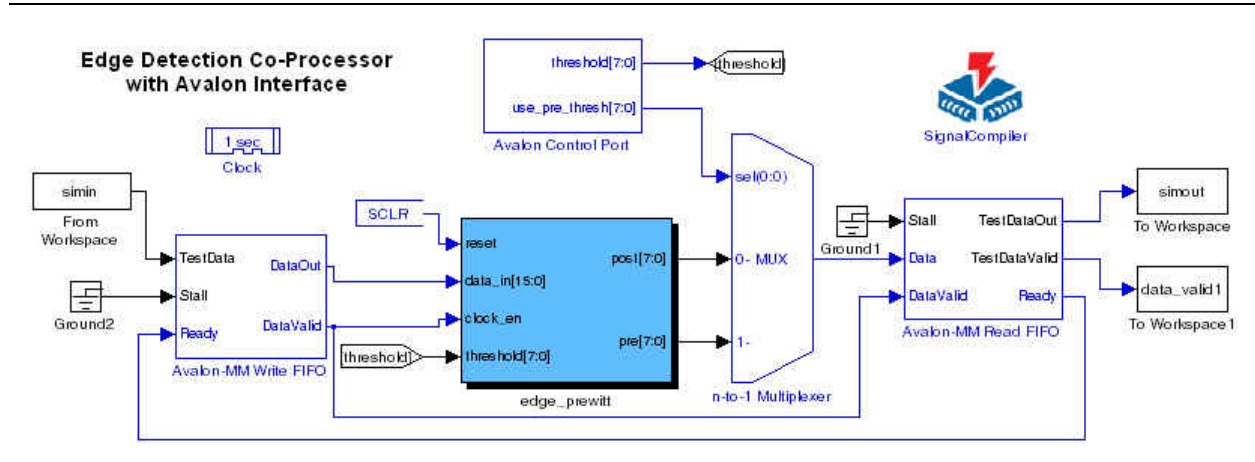 Edge Detection Co-Processor
with Avalon Interface
1 sec
Clock
threshold[7:0]
use_pre_thresh[7:0]
Avalon Control Port
[threshold]
SignalCompiler
simin
From
Workspace
TestData
Stall
Ready
DataOut
DataValid
Avalon-MM Write FIFO
Ground2
SCLR
reset
data_in[15:0]
clock_en
threshold[7:0]
post[7:0]
pre[7:0]
edge_prewitt
[threshold]
sel(0:0)
0- MUX
1-
n-to-1 Multiplexer
Ground1
Stall
Data
DataValid
TestDataOut
TestDataValid
Ready
Avalon-MM Read FIFO
simout
To Workspace
data_valid1
To Workspace1